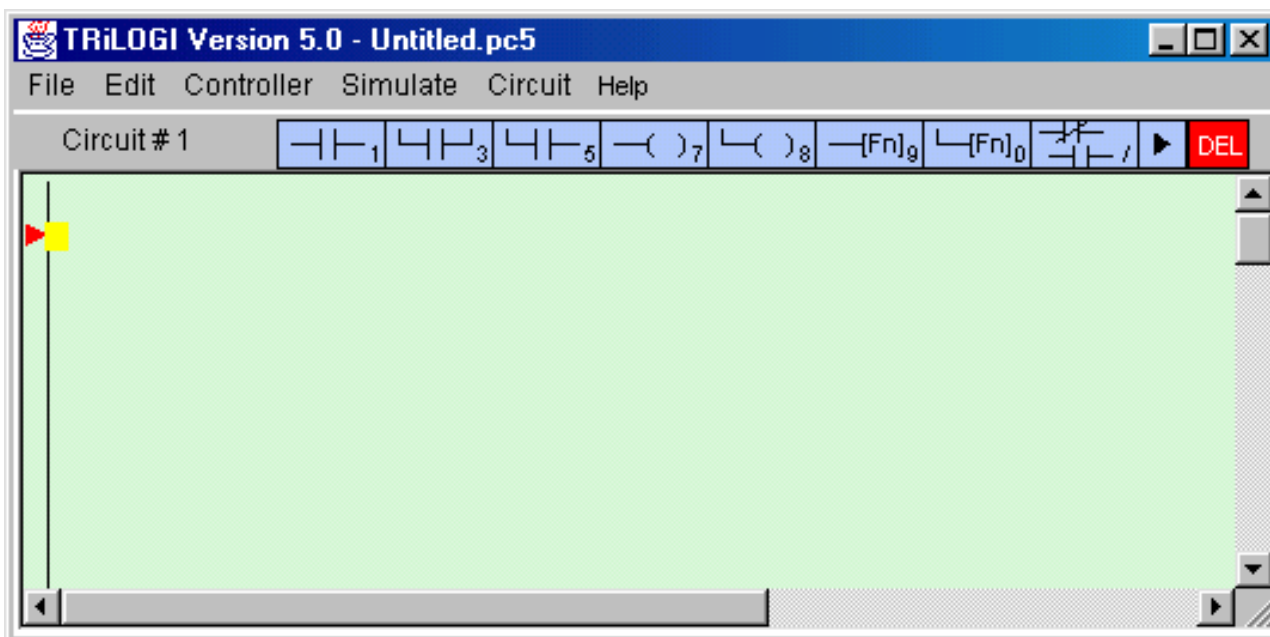 TRiLOGI Version 5.0 - Untitled.pc5
File Edit Controller Simulate Circuit Help
Circuit # 1 1 3 5 ( )7 ( )8 [Fn]9 [Fn]0 / DEL